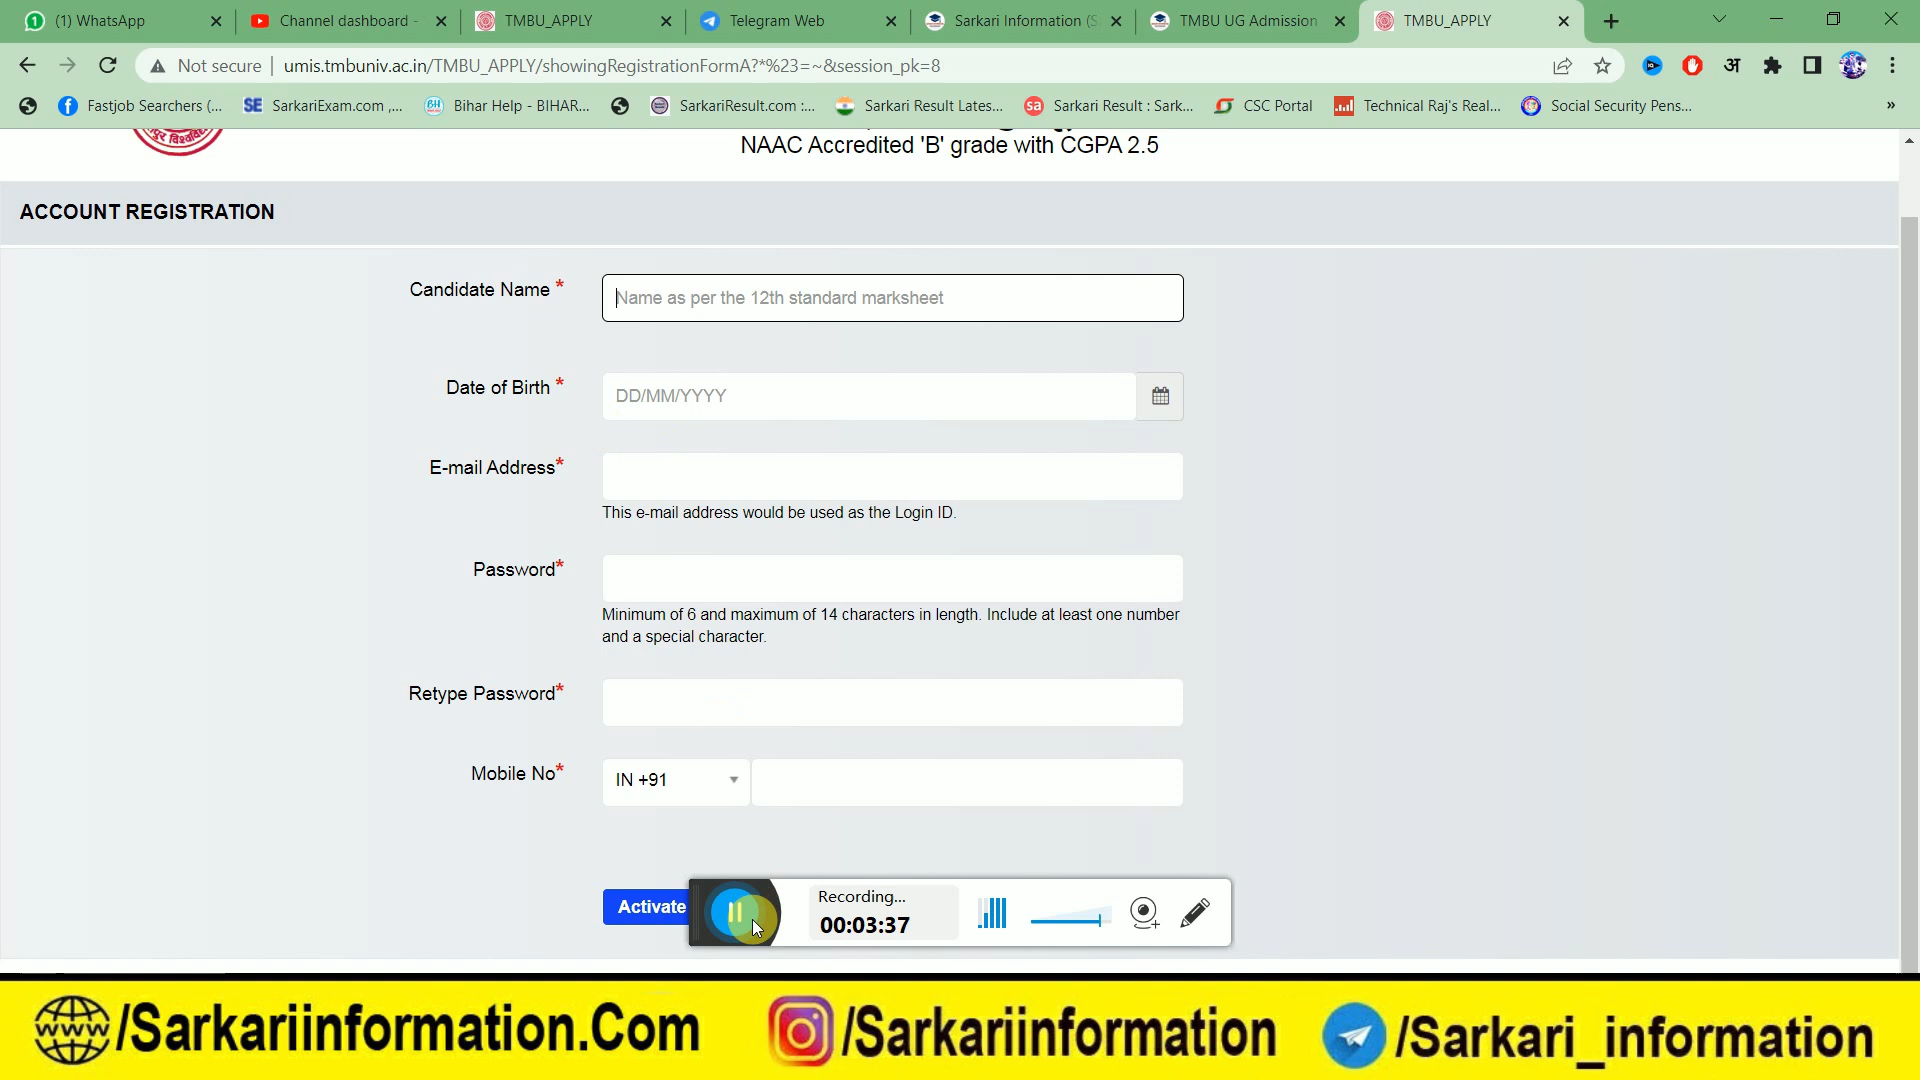 (1) WhatsApp
Channel dashboard -
TMBU_APPLY
Telegram Web
Sarkari Information (S
TMBU UG Admission
TMBU_APPLY
Not secure
umis.tmbuniv.ac.in/TMBU_APPLY/showingRegistrationFormA?*%23=~&session_pk=8
अ
Fastjob Searchers (...
SE SarkariExam.com ,...
BH Bihar Help - BIHAR...
SarkariResult.com :...
Sarkari Result Lates...
sa Sarkari Result : Sark...
CSC Portal
Technical Raj's Real...
Social Security Pens...
»
NAAC Accredited 'B' grade with CGPA 2.5
ACCOUNT REGISTRATION
Candidate Name *
Name as per the 12th standard marksheet
Date of Birth *
DD/MM/YYYY
E-mail Address*
This e-mail address would be used as the Login ID.
Password*
Minimum of 6 and maximum of 14 characters in length. Include at least one number
and a special character.
Retype Password*
Mobile No*
IN +91
Activate
Recording...
00:03:37
www /Sarkariinformation.Com
/Sarkariinformation
/Sarkari_information